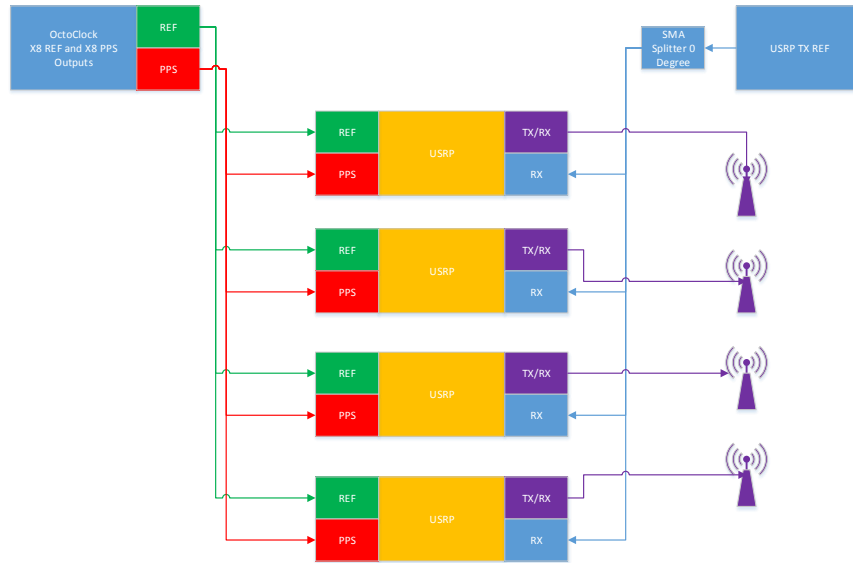 OctoClock
X8 REF and X8 PPS
Outputs
REF
PPS
SMA
Splitter 0
Degree
USRP TX REF
REF
PPS
USRP
TX/RX
RX
REF
PPS
USRP
TX/RX
RX
REF
PPS
USRP
TX/RX
RX
REF
PPS
USRP
TX/RX
RX